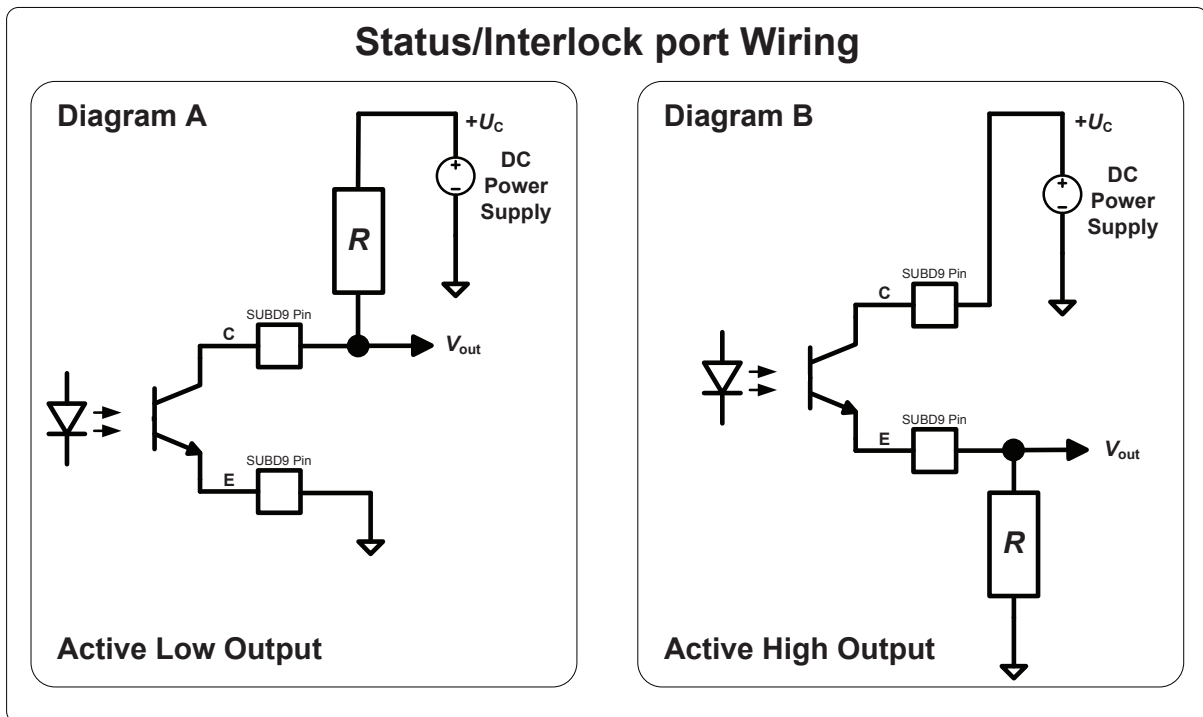 Status/Interlock port Wiring
Diagram A
+UC
DC
Power
Supply
R
SUBD9 Pin
C
Vout
SUBD9 Pin
E
Active Low Output
Diagram B
+UC
DC
Power
Supply
SUBD9 Pin
C
SUBD9 Pin
E
Vout
R
Active High Output